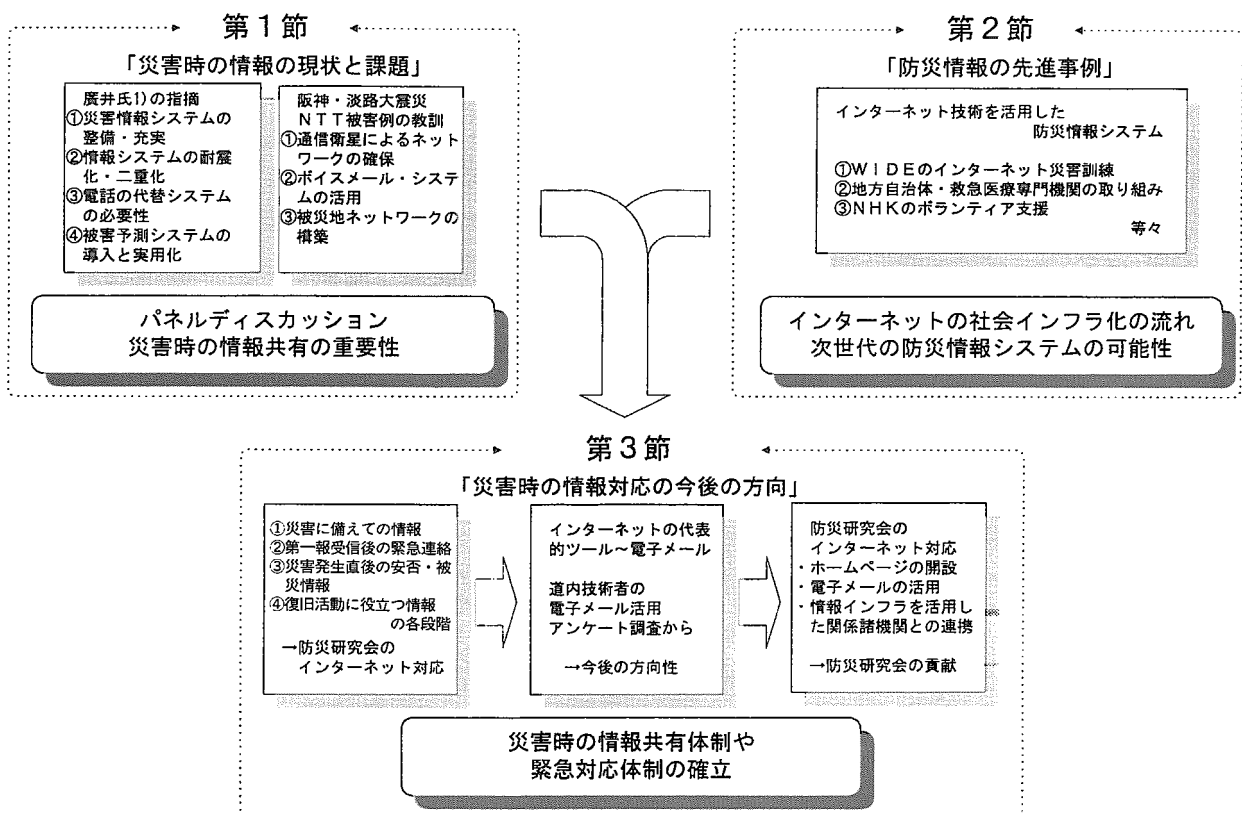 第１節
「災害時の情報の現状と課題」
廣井氏1)の指摘
①災害情報システムの
整備・充実
②情報システムの耐震
化・二重化
③電話の代替システム
の必要性
④被害予測システムの
導入と実用化
阪神・淡路大震災
ＮＴＴ被害例の教訓
①通信衛星によるネット
ワークの確保
②ボイスメール・システ
ムの活用
③被災地ネットワークの
構築
パネルディスカッション
災害時の情報共有の重要性
第２節
「防災情報の先進事例」
インターネット技術を活用した
防災情報システム
①ＷＩＤＥのインターネット災害訓練
②地方自治体・救急医療専門機関の取り組み
③ＮＨＫのボランティア支援
等々
インターネットの社会インフラ化の流れ
次世代の防災情報システムの可能性
第３節
「災害時の情報対応の今後の方向」
①災害に備えての情報
②第一報受信後の緊急連絡
③災害発生直後の安否・被
災情報
④復旧活動に役立つ情報
の各段階
→防災研究会の
インターネット対応
インターネットの代表
的ツール～電子メール
道内技術者の
電子メール活用
アンケート調査から
→今後の方向性
防災研究会の
インターネット対応
・ホームページの開設
・電子メールの活用
・情報インフラを活用し
た関係諸機関との連携
→防災研究会の貢献
災害時の情報共有体制や
緊急対応体制の確立